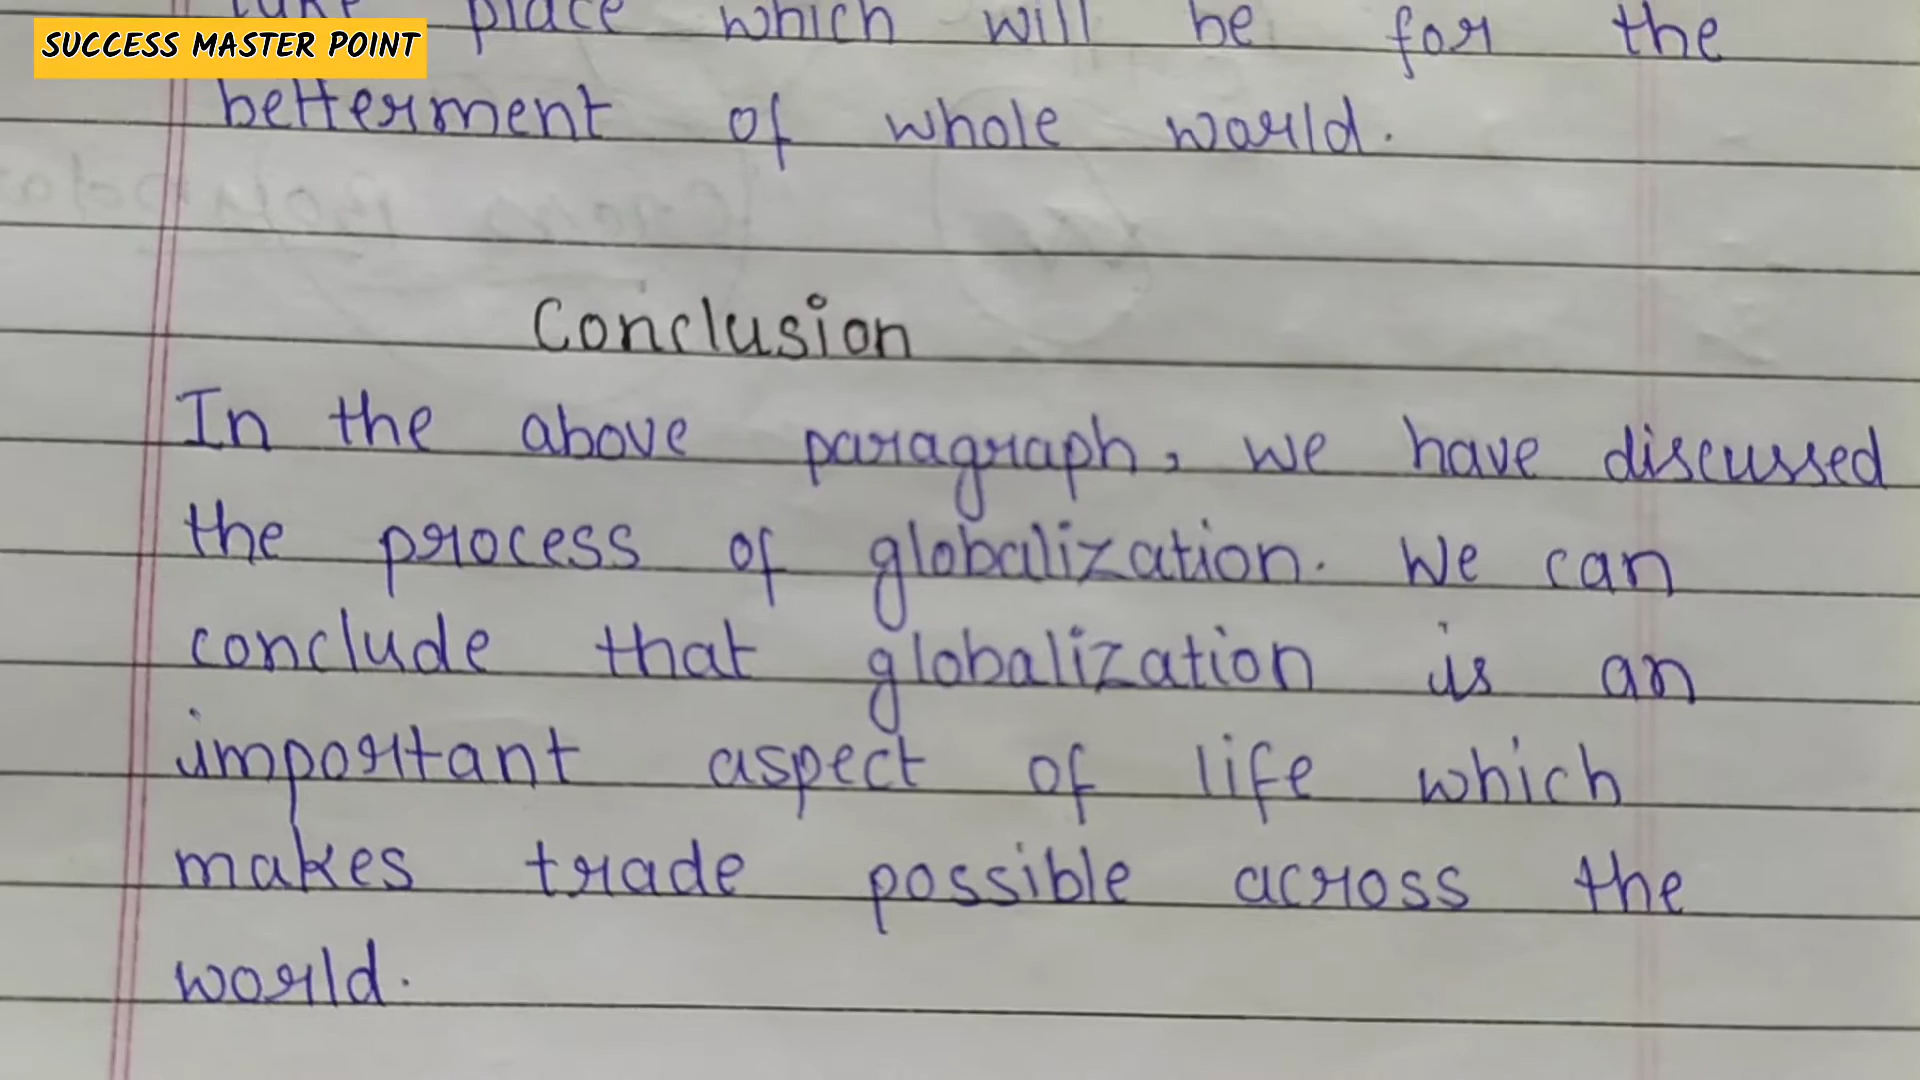 SUCCESS MASTER POINT
take place which will be for the
betterment of whole world.
Conclusion
In the above paragraph, we have discussed
the process of globalization. We can
conclude that globalization is an
important aspect of life which
makes trade possible across the
world.